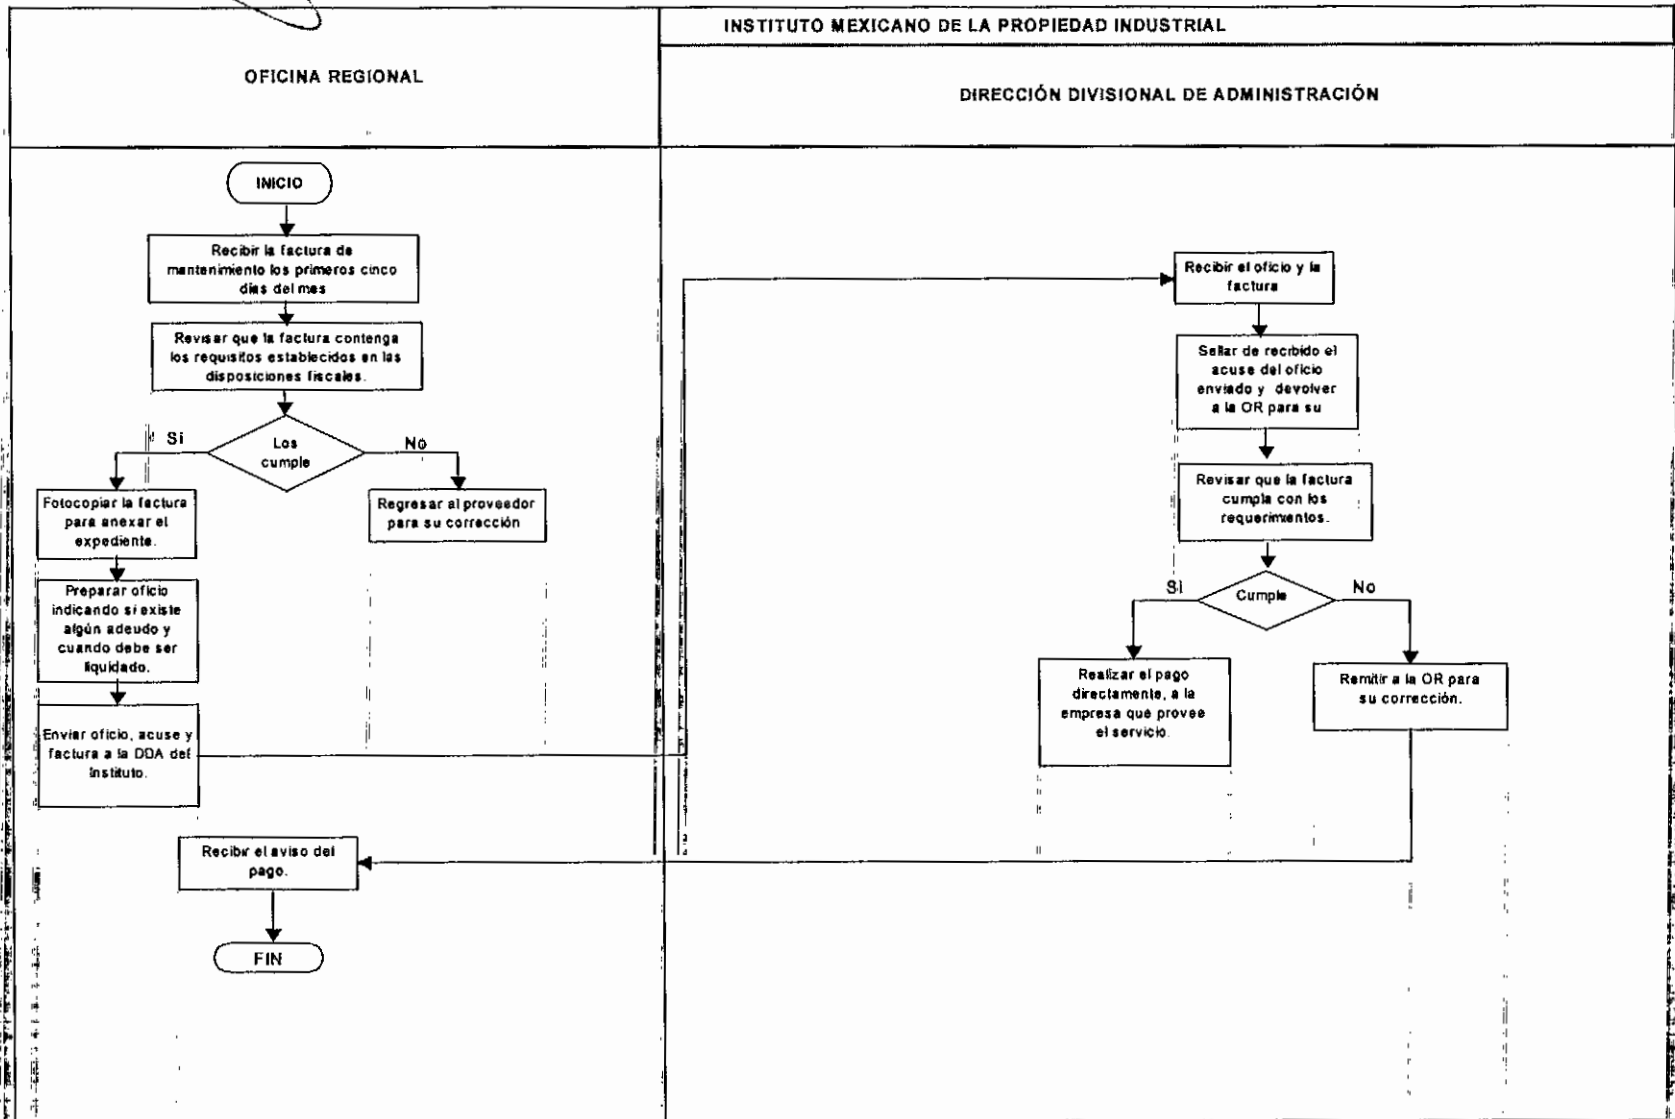 INSTITUTO MEXICANO DE LA PROPIEDAD INDUSTRIAL
OFICINA REGIONAL
DIRECCIÓN DIVISIONAL DE ADMINISTRACIÓN
INICIO
Recibir la factura de
mantenimiento los primeros cinco
días del mes
Revisar que la factura contenga
los requisitos establecidos en las
disposiciones fiscales.
Los
cumple
Si
No
Fotocopiar la factura
para anexar el
expediente.
Regresar al proveedor
para su corrección
Preparar oficio
indicando si existe
algún adeudo y
cuando debe ser
liquidado.
Enviar oficio, acuse y
factura a la DDA del
Instituto.
Recibir el oficio y la
factura
Sellar de recibido el
acuse del oficio
enviado y devolver
a la OR para su
Revisar que la factura
cumpla con los
requerimientos.
Cumple
Si
No
Realizar el pago
directamente, a la
empresa que provee
el servicio.
Remitir a la OR para
su corrección.
Recibir el aviso del
pago.
FIN